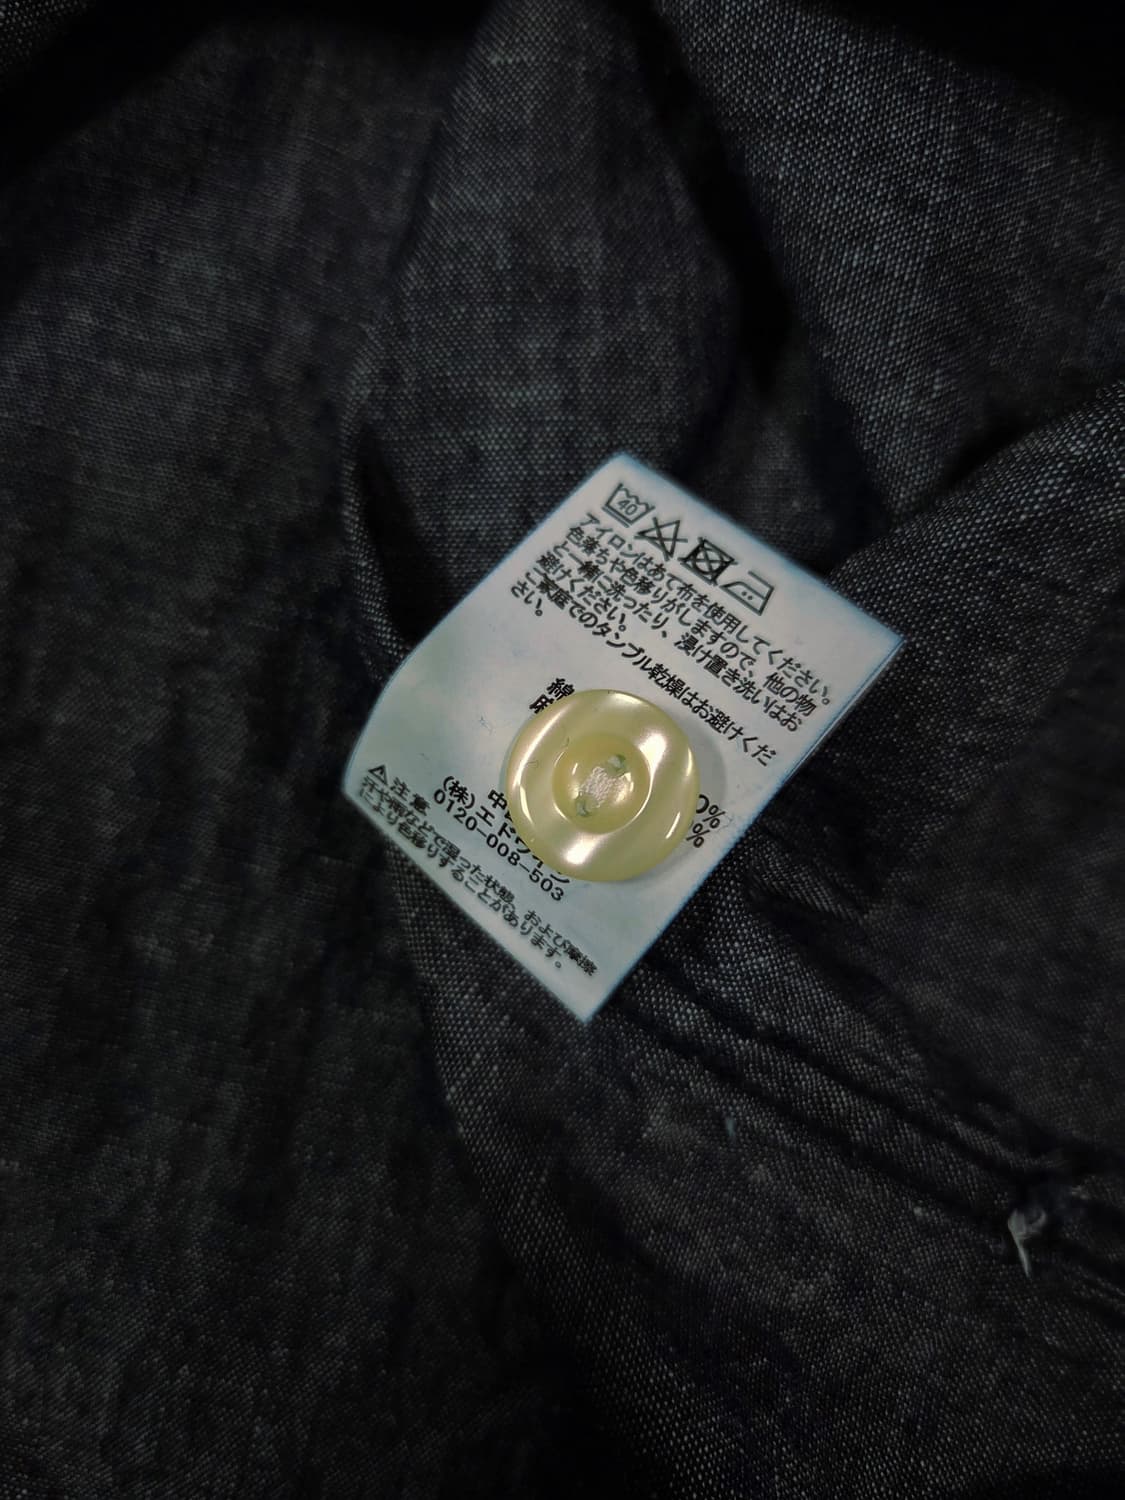 40
アイロンはあて布を使用してください。
色落ちや色移りがしますので、他の物
と一緒に洗ったり、浸け置き洗いはお
避けください。
ご家庭でのタンブル乾燥はお避けくだ
さい。
綿 0%
麻 %
中
(株)エドウイン
0120-008-503
⚠注意
汗や雨などで湿った状態、および摩擦
により色移りすることがあります。